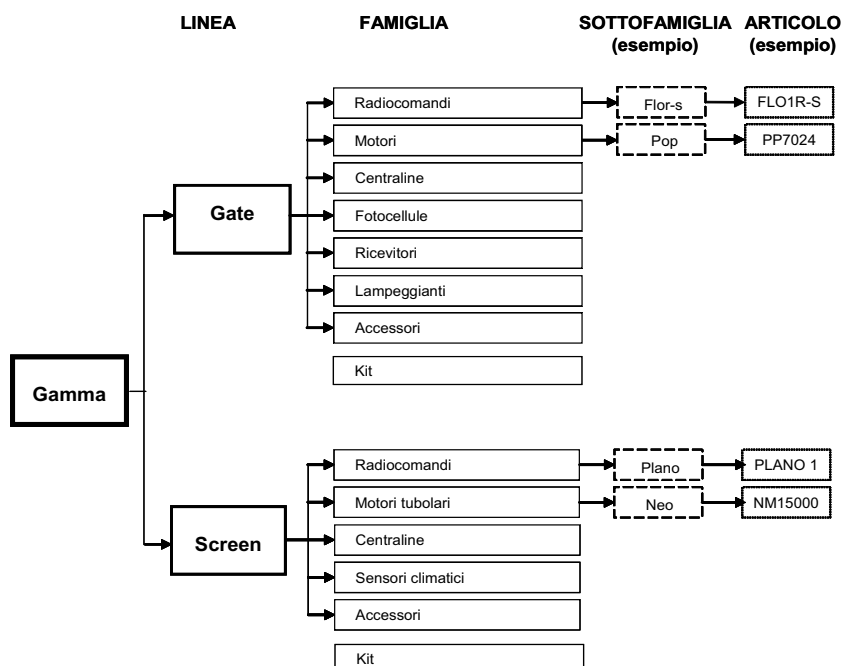 LINEA FAMIGLIA SOTTOFAMIGLIA ARTICOLO
(esempio) (esempio)
Radiocomandi Flor-s FLO1R-S
Motori Pop PP7024
Centraline
Gate Fotocellule
Ricevitori
Lampeggianti
Accessori
Kit
Gamma
Radiocomandi Plano PLANO 1
Motori tubolari Neo NM15000
Screen Centraline
Sensori climatici
Accessori
Kit